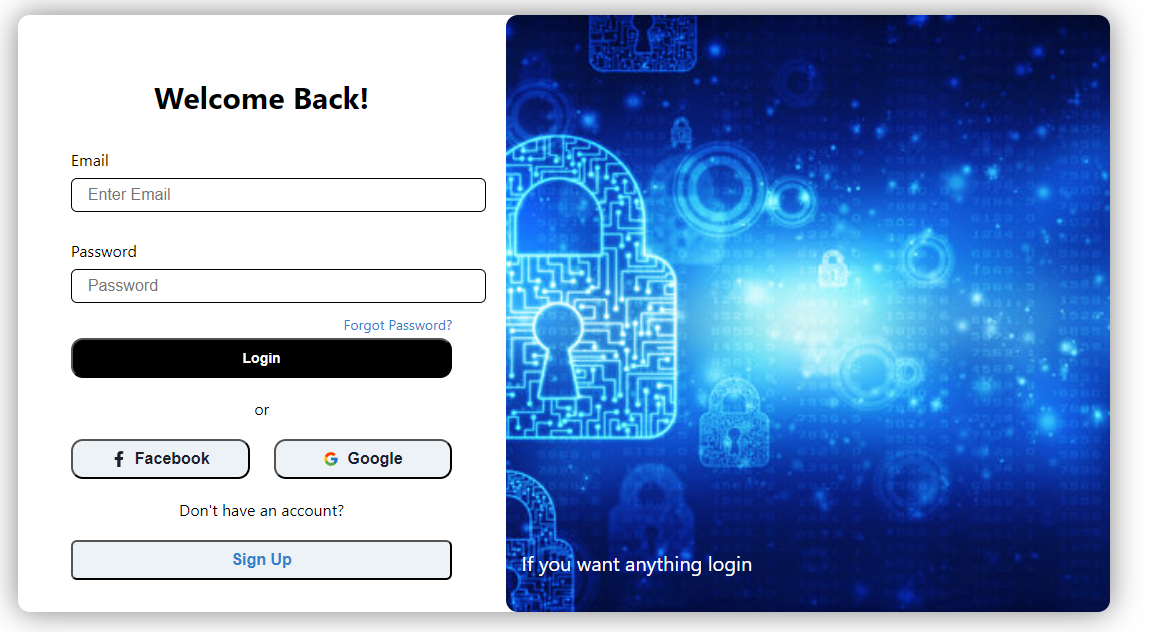 Welcome Back!
Email
Enter Email
Password
Password
Forgot Password?
Login
or
Facebook
Google
Don't have an account?
Sign Up
If you want anything login